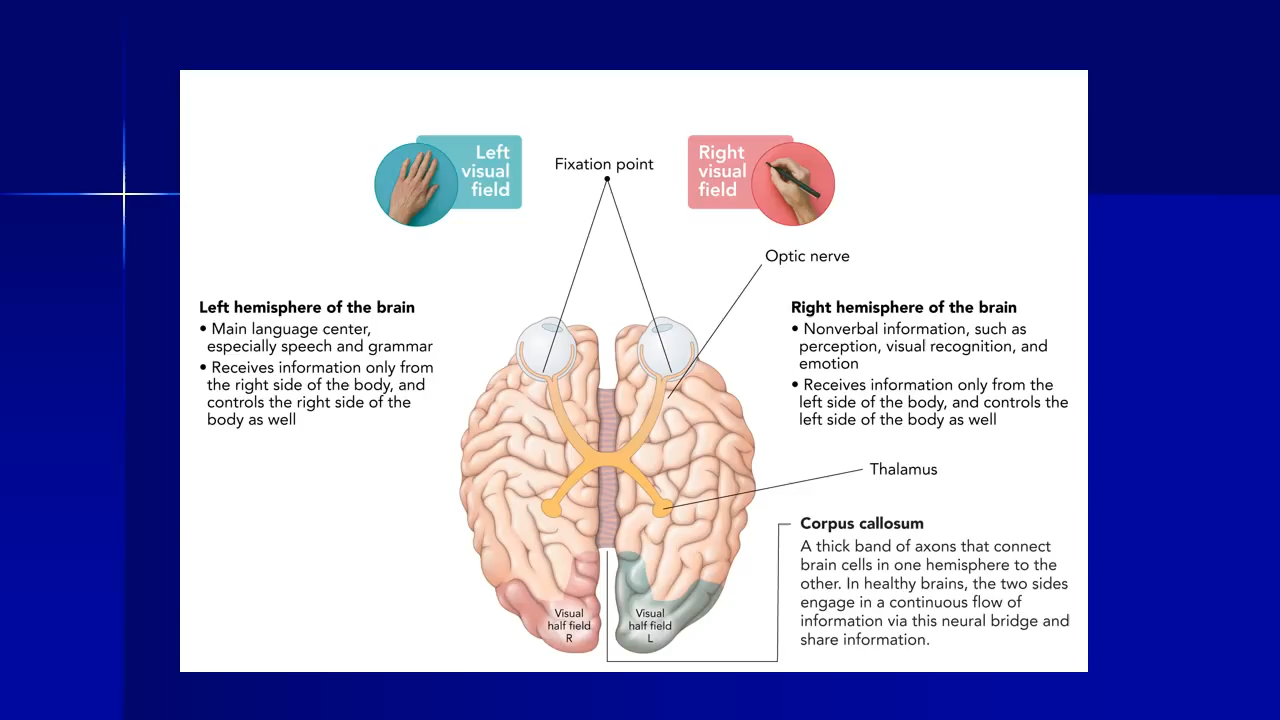 Left
visual
field
Fixation point
Right
visual
field
Optic nerve
Left hemisphere of the brain
• Main language center,
especially speech and grammar
• Receives information only from
the right side of the body, and
controls the right side of the
body as well
Right hemisphere of the brain
• Nonverbal information, such as
perception, visual recognition, and
emotion
• Receives information only from the
left side of the body, and controls the
left side of the body as well
Thalamus
Corpus callosum
A thick band of axons that connect
brain cells in one hemisphere to the
other. In healthy brains, the two sides
engage in a continuous flow of
information via this neural bridge and
share information.
Visual
half field
R
Visual
half field
L